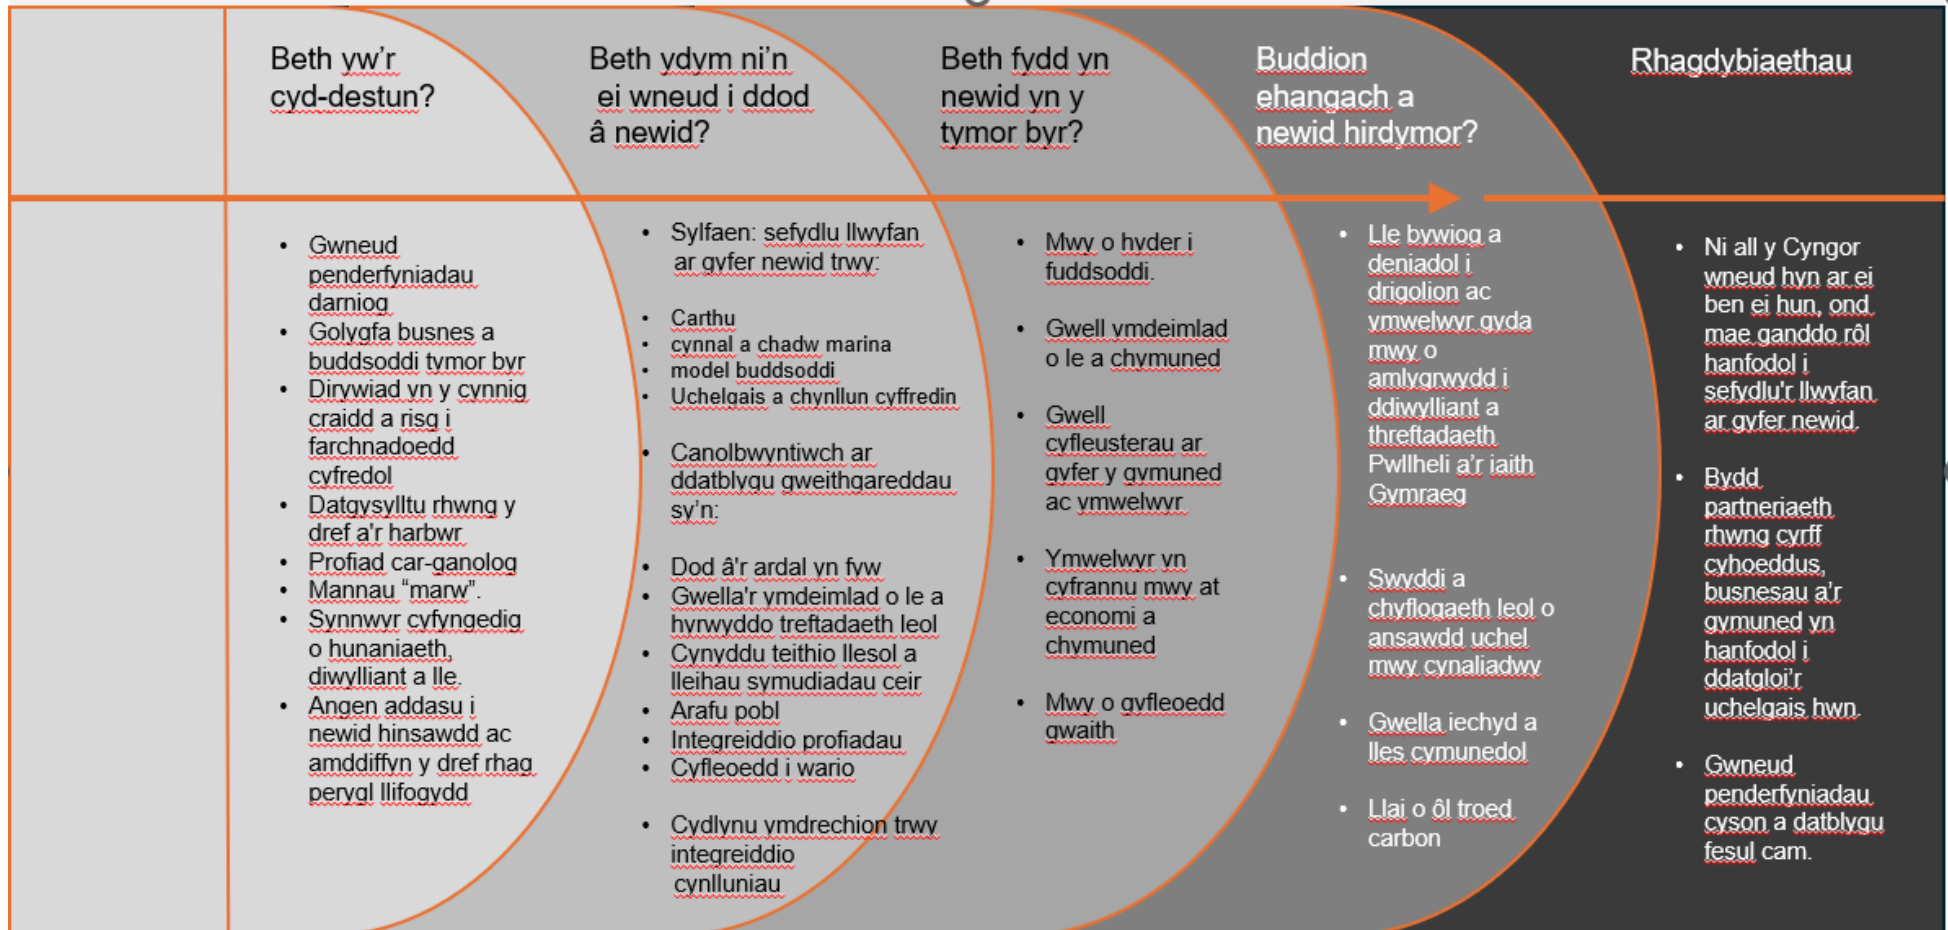 Beth yw'r
cyd-destun?
Beth ydym ni'n
ei wneud i ddod
â newid?
Beth fydd yn
newid yn y
tymor byr?
Buddion
ehangach a
newid hirdymor?
Rhagdybiaethau
• Gwneud
penderfyniadau
darniog
• Golygfa busnes a
buddsoddi tymor byr
• Dirywiad yn y cynnig
craidd a risg i
farchnadoedd
cyfredol
• Datgysylltu rhwng y
dref a'r harbwr
• Profiad car-ganolog
• Mannau “marw”.
• Synnwyr cyfyngedig
o hunaniaeth,
diwylliant a lle.
• Angen addasu i
newid hinsawdd ac
amddiffyn y dref rhag
perygl llifogydd
• Sylfaen: sefydlu llwyfan
ar gyfer newid trwy:
• Carthu
• cynnal a chadw marina
• model buddsoddi
• Uchelgais a chynllun cyffredin
• Canolbwyntiwch ar
ddatblygu gweithgareddau
sy'n:
• Dod â'r ardal yn fyw
• Gwella'r ymdeimlad o le a
hyrwyddo treftadaeth leol
• Cynyddu teithio llesol a
lleihau symudiadau ceir
• Arafu pobl
• Integreiddio profiadau
• Cyfleoedd i wario
• Cydlynu ymdrechion trwy
integreiddio
cynlluniau
• Mwy o hyder i
fuddsoddi.
• Gwell ymdeimlad
o le a chymuned
• Gwell
cyfleusterau ar
gyfer y gymuned
ac ymwelwyr
• Ymwelwyr yn
cyfrannu mwy at
economi a
chymuned
• Mwy o gyfleoedd
gwaith
• Lle bywiog a
deniadol i
drigolion ac
ymwelwyr gyda
mwy o
amlygrwydd i
ddiwylliant a
threftadaeth
Pwllheli a'r iaith
Gymraeg
• Swyddi a
chyflogaeth leol o
ansawdd uchel
mwy cynaliadwy
• Gwella iechyd a
lles cymunedol
• Llai o ôl troed
carbon
• Ni all y Cyngor
wneud hyn ar ei
ben ei hun, ond
mae ganddo rôl
hanfodol i
sefydlu'r llwyfan
ar gyfer newid.
• Bydd
partneriaeth
rhwng cyrff
cyhoeddus,
busnesau a'r
gymuned yn
hanfodol i
ddatgloi'r
uchelgais hwn.
• Gwneud
penderfyniadau
cyson a datblygu
fesul cam.